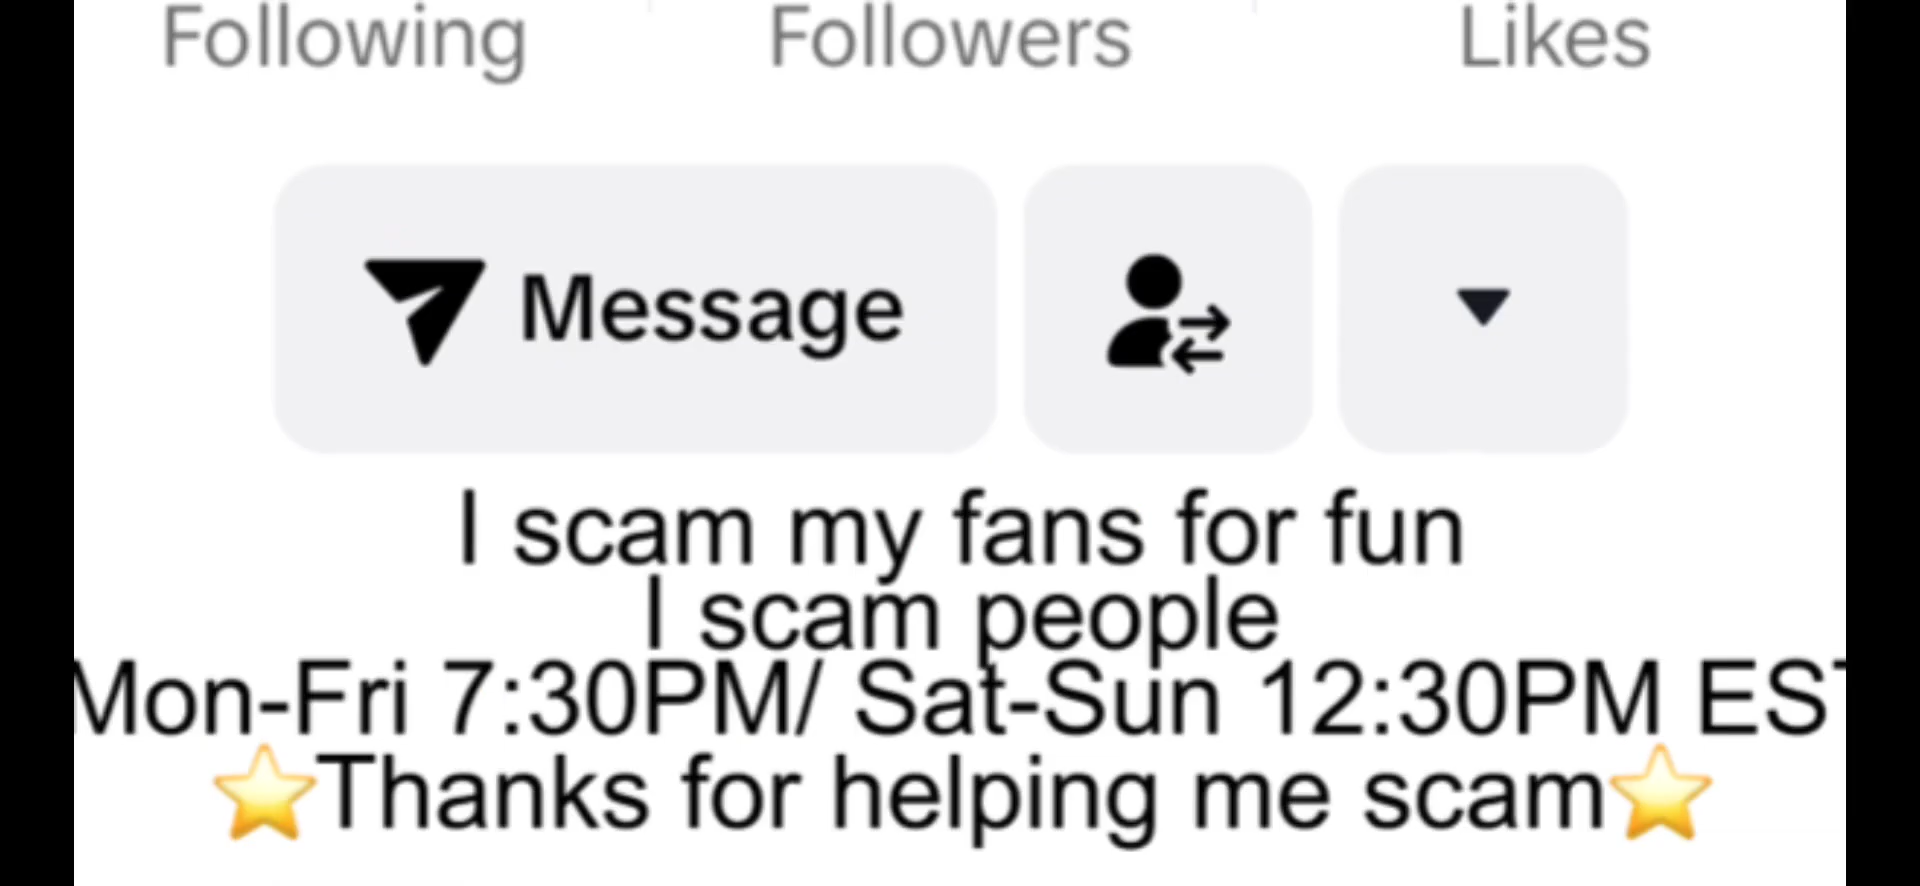 Following Followers Likes
Message
I scam my fans for fun
I scam people
Mon-Fri 7:30PM/ Sat-Sun 12:30PM EST
⭐Thanks for helping me scam⭐